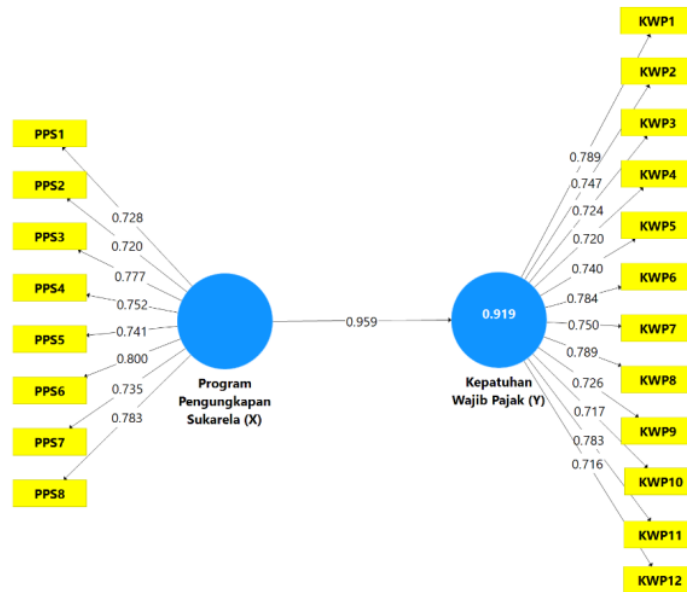 PPS1
PPS2
PPS3
PPS4
PPS5
PPS6
PPS7
PPS8
0.728
0.720
0.777
0.752
0.741
0.800
0.735
0.783
Program
Pengungkapan
Sukarela (X)
0.959
0.919
Kepatuhan
Wajib Pajak (Y)
0.789
0.747
0.724
0.720
0.740
0.784
0.750
0.789
0.726
0.717
0.783
0.716
KWP1
KWP2
KWP3
KWP4
KWP5
KWP6
KWP7
KWP8
KWP9
KWP10
KWP11
KWP12